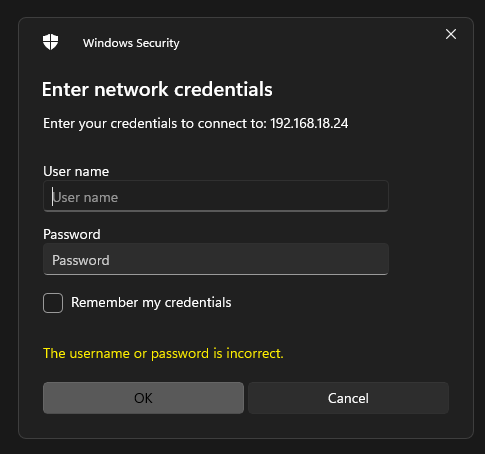 Windows Security
Enter network credentials
Enter your credentials to connect to: 192.168.18.24
User name
User name
Password
Password
Remember my credentials
The username or password is incorrect.
OK
Cancel